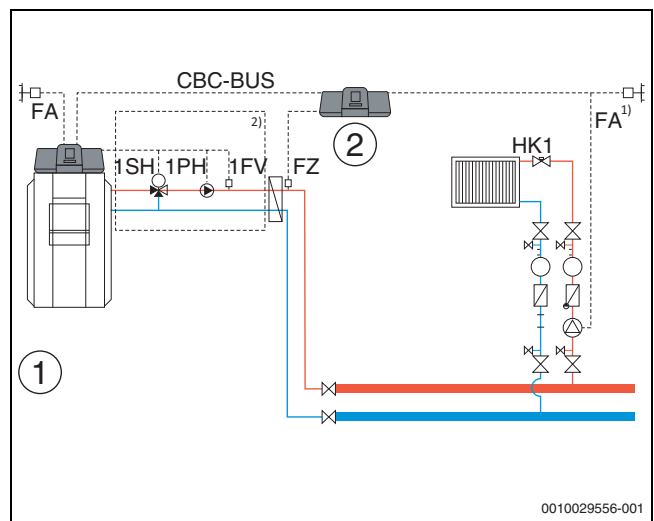 CBC-BUS
FA
FA1)
2)
2
1SH 1PH 1FV FZ
HK1
1
0010029556-001